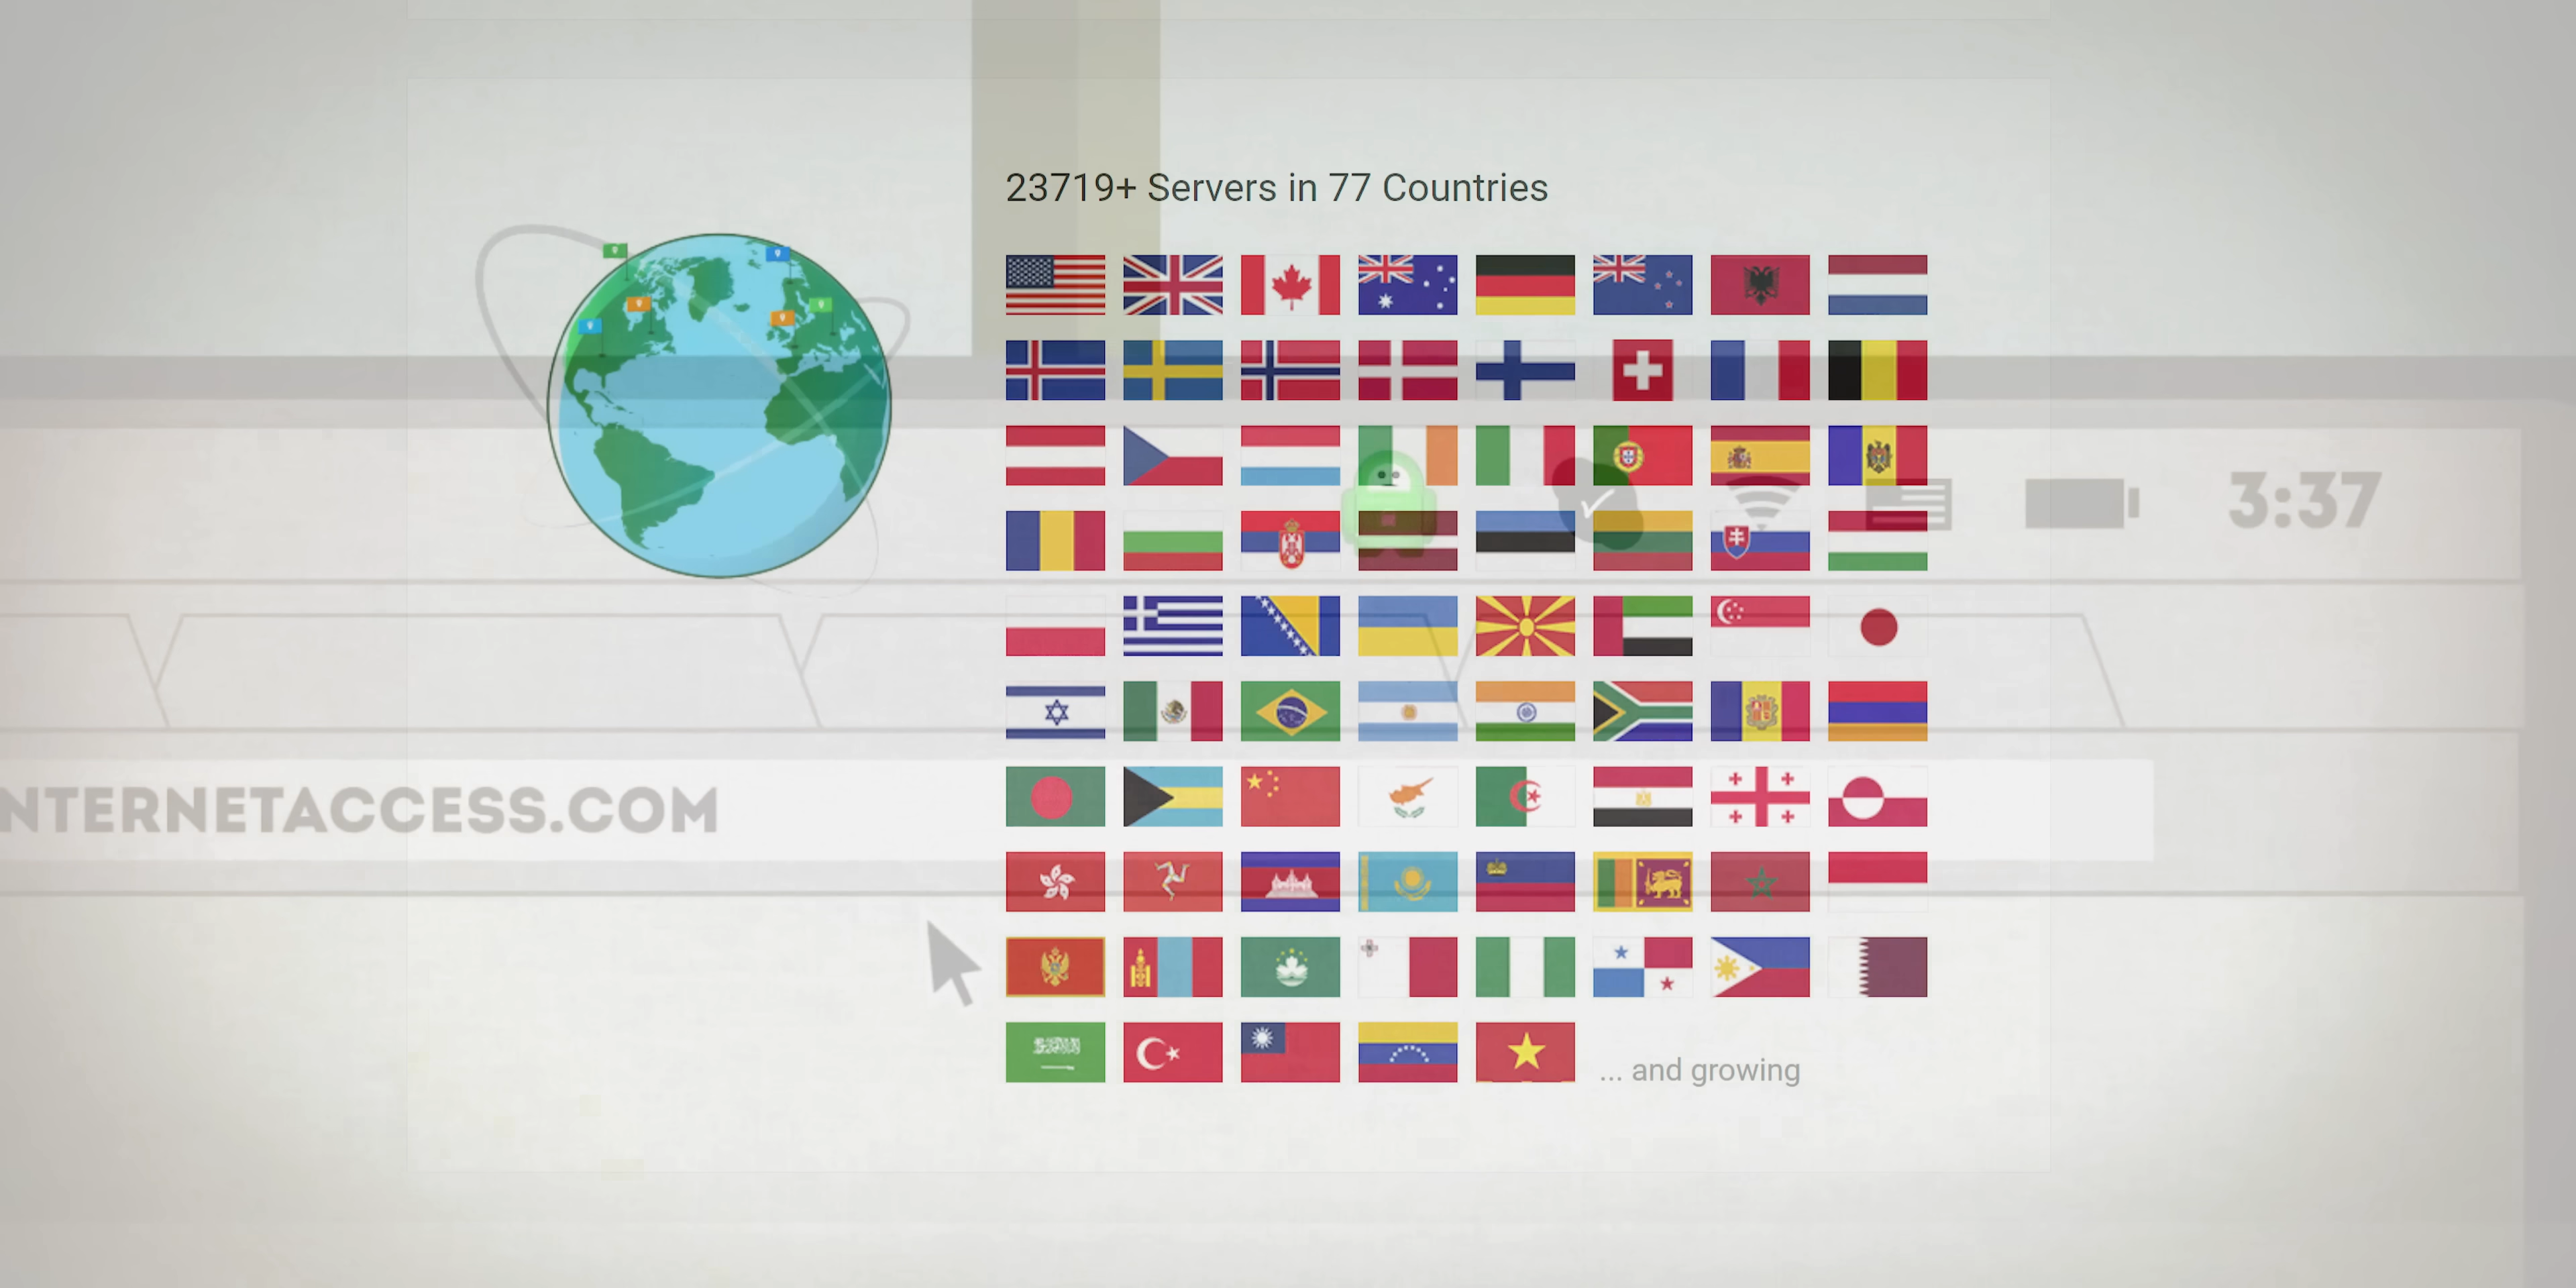 23719+ Servers in 77 Countries
3:37
NTERNETACCESS.COM
... and growing